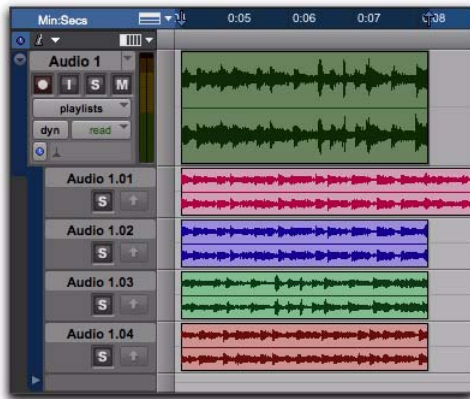 Min:Secs 0:05 0:06 0:07 0:08
Audio 1
I S M
playlists
dyn read
Audio 1.01
S
Audio 1.02
S
Audio 1.03
S
Audio 1.04
S